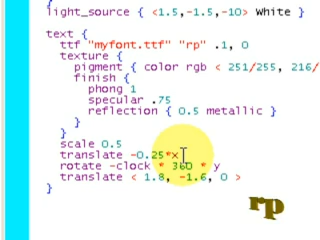 }
light_source { <1.5,-1.5,-10> White }
text {
ttf "myfont.ttf" "rp" .1, 0
texture {
pigment { color rgb < 251/255, 216/
finish {
phong 1
specular .75
reflection { 0.5 metallic }
}
}
scale 0.5
translate -0.25*x
rotate -clock * 360 * y
translate < 1.8, -1.6, 0 >
}
rp